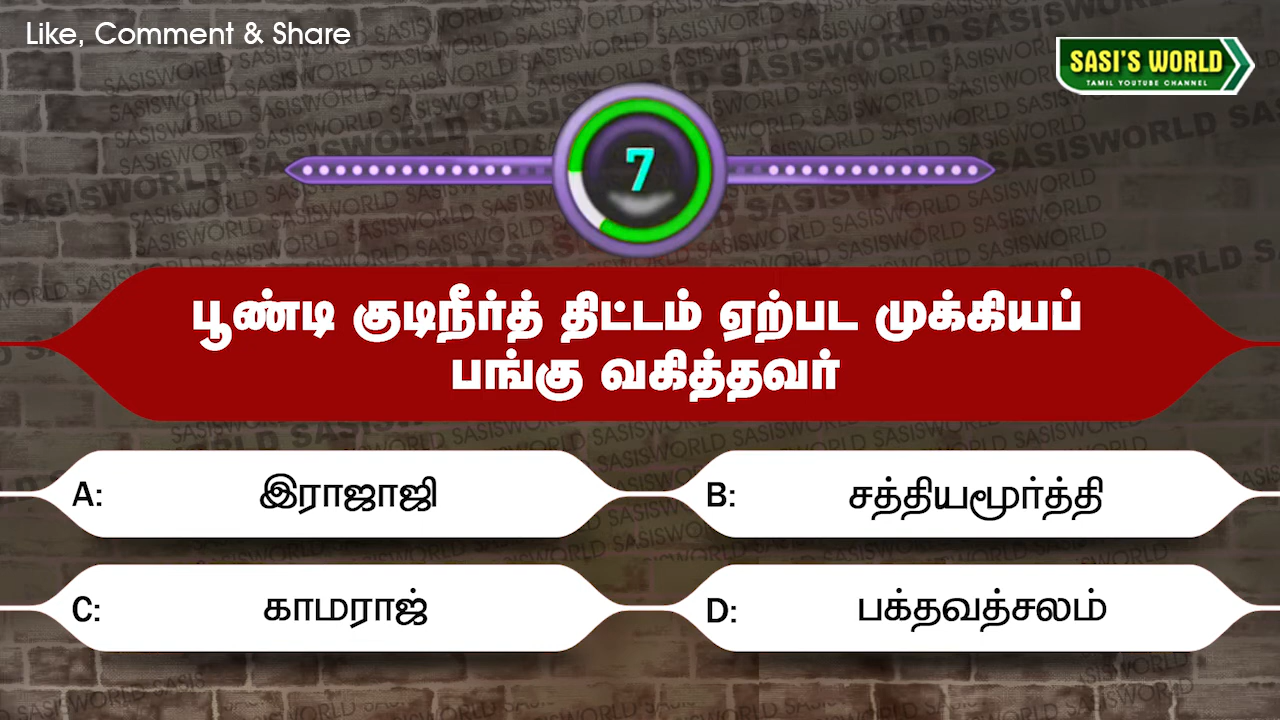 Like, Comment & Share
SASI'S WORLD
TAMIL YOUTUBE CHANNEL
7
பூண்டி குடிநீர்த் திட்டம் ஏற்பட முக்கியப்
பங்கு வகித்தவர்
A: இராஜாஜி
B: சத்தியமூர்த்தி
C: காமராஜ்
D: பக்தவத்சலம்